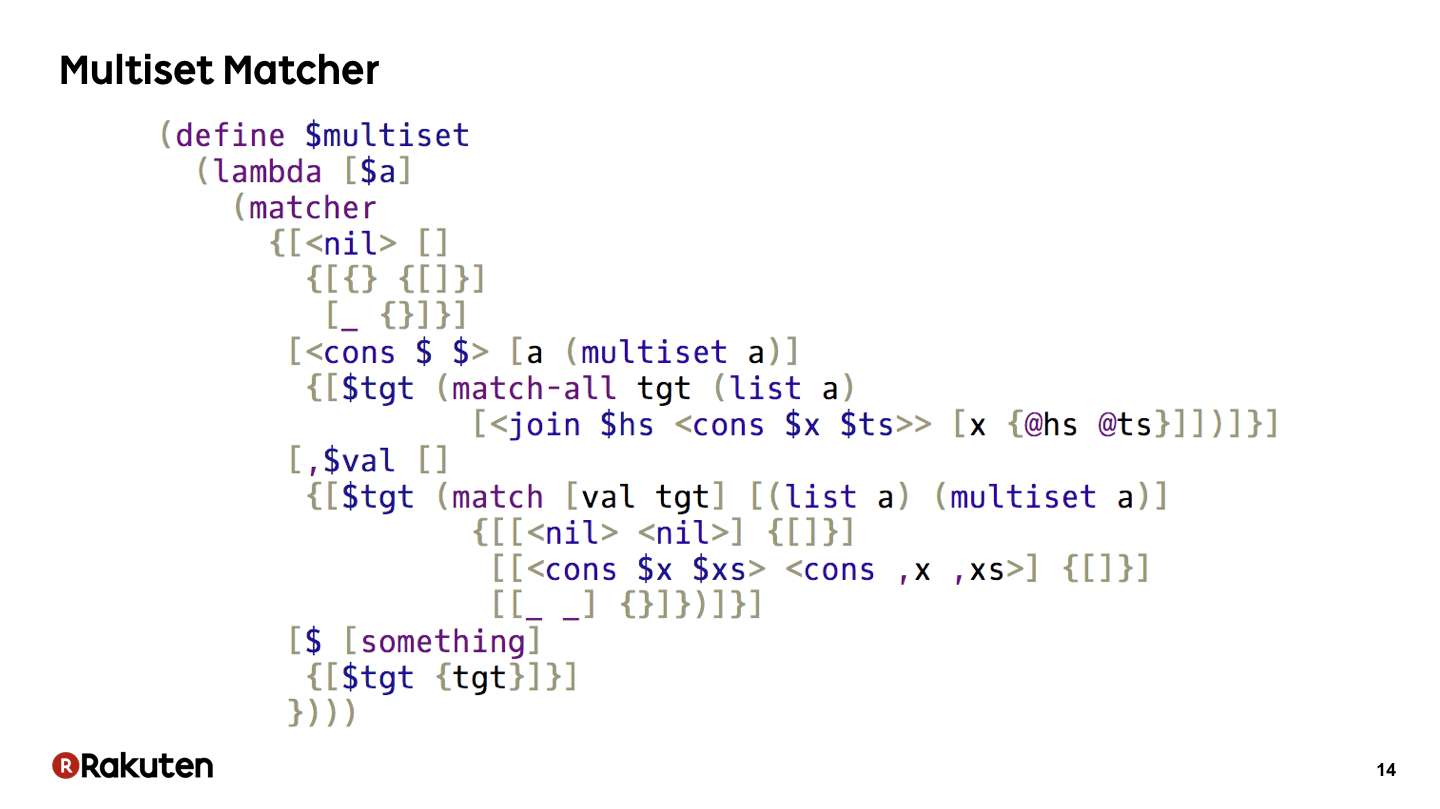 Multiset Matcher
(define $multiset
  (lambda [$a]
    (matcher
      {[<nil> []
        {[{} {[]}]
         [_ {}]}]
       [<cons $ $> [a (multiset a)]
        {[$tgt (match-all tgt (list a)
                 [<join $hs <cons $x $ts>> [x {@hs @ts}]])]}]
       [,$val []
        {[$tgt (match [val tgt] [(list a) (multiset a)]
                 {[[<nil> <nil>] {[]}]
                  [[<cons $x $xs> <cons ,x ,xs>] {[]}]
                  [[_ _] {}]})]}]
       [$ [something]
        {[$tgt {tgt}]}]
       })))
R Rakuten
14